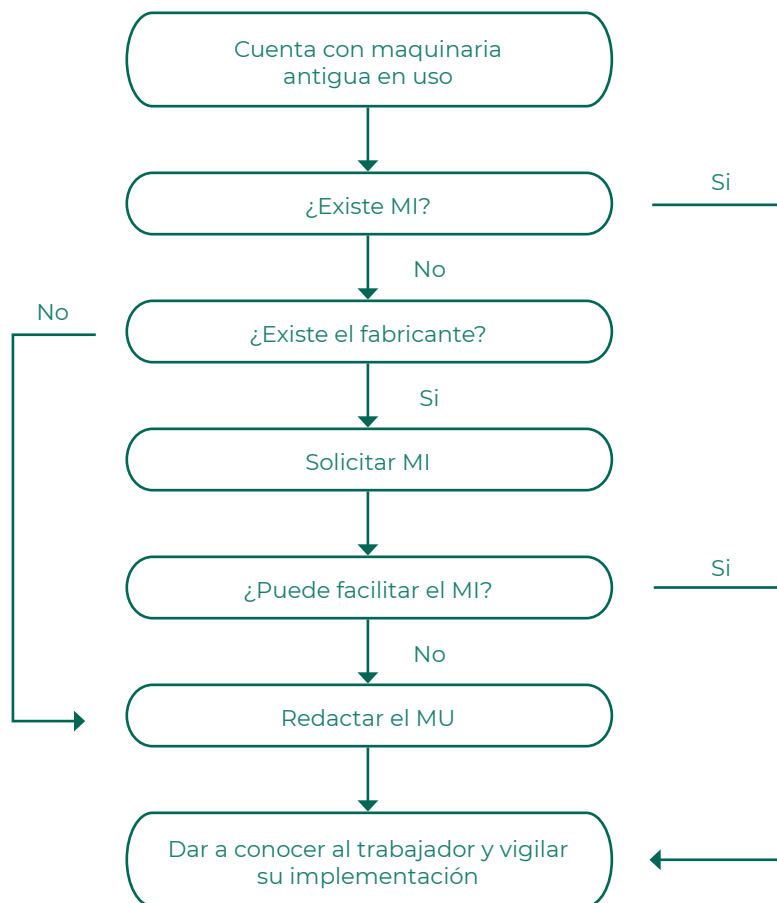 Cuenta con maquinaria
antigua en uso
¿Existe MI?
Si
No
¿Existe el fabricante?
No
Si
Solicitar MI
¿Puede facilitar el MI?
Si
No
Redactar el MU
Dar a conocer al trabajador y vigilar
su implementación